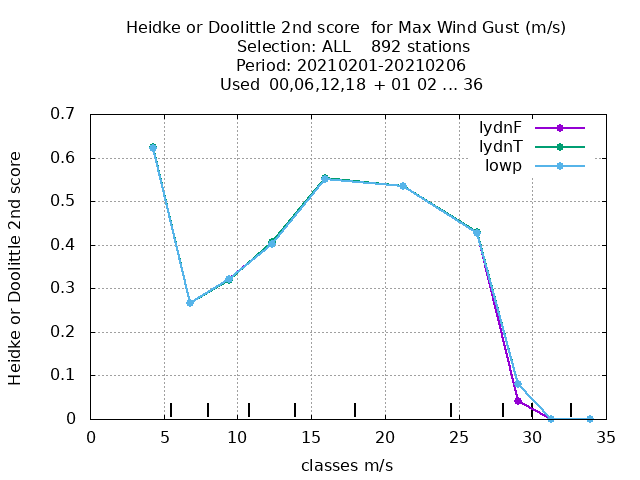 Heidke or Doolittle 2nd score  for Max Wind Gust (m/s)
Selection: ALL    892 stations
Period: 20210201-20210206
Used  00,06,12,18  + 01 02 ... 36
Heidke or Doolittle 2nd score
0.7
0.6
0.5
0.4
0.3
0.2
0.1
0
lydnF
lydnT
lowp
0 5 10 15 20 25 30 35
classes m/s